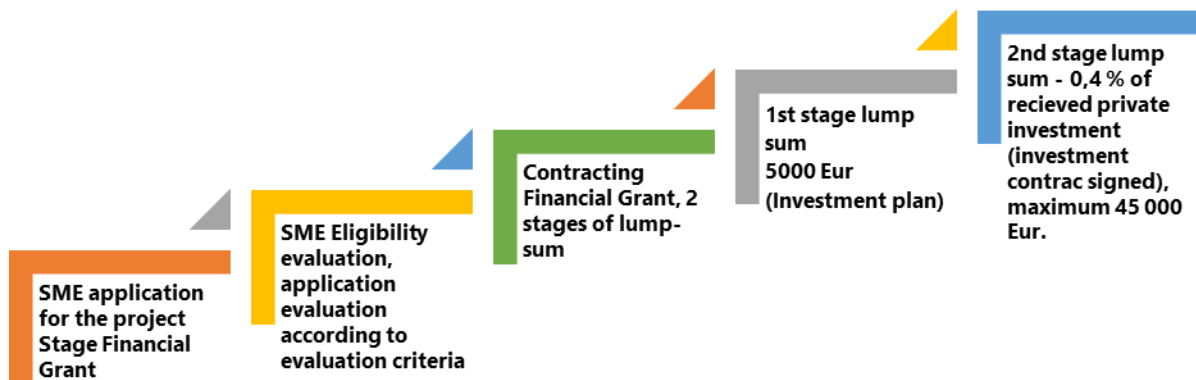 SME application
for the project
Stage Financial
Grant
SME Eligibility
evaluation,
application
evaluation
according to
evaluation criteria
Contracting
Financial Grant, 2
stages of lump-
sum
1st stage lump
sum
5000 Eur
(Investment plan)
2nd stage lump
sum - 0,4 % of
recieved private
investment
(investment
contrac signed),
maximum 45 000
Eur.